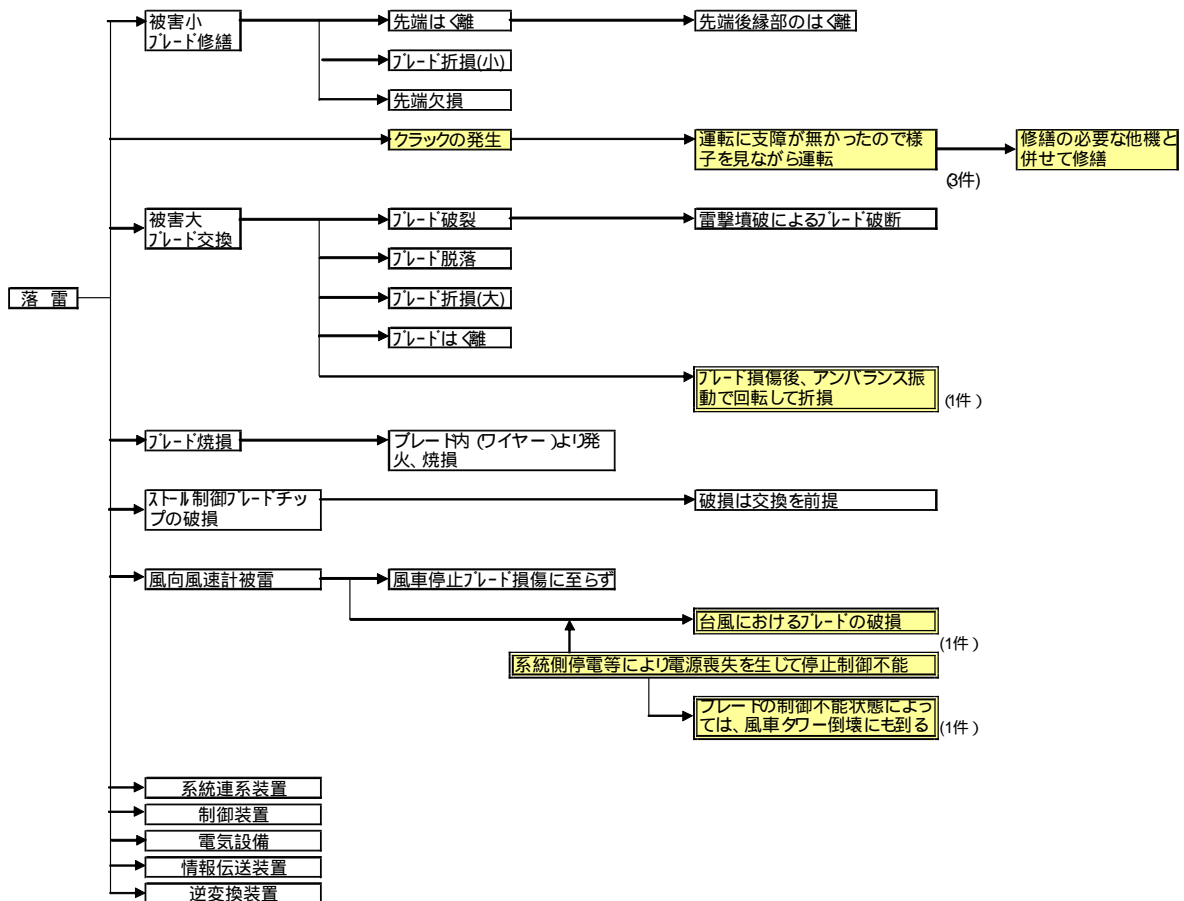 被害小
ブレード修繕
先端はく離
先端後縁部のはく離
ブレード折損(小)
先端欠損
クラックの発生
運転に支障が無かったので様
子を見ながら運転
修繕の必要な他機と
併せて修繕
(3件)
被害大
ブレード交換
ブレード破裂
雷撃墳破によるブレード破断
ブレード脱落
落 雷
ブレード折損(大)
ブレードはく離
ブレード損傷後、アンバランス振
動で回転して折損
(1件)
ブレード焼損
ブレード内(ワイヤー)より発
火、焼損
ストール制御ブレードチッ
プの破損
破損は交換を前提
風向風速計被雷
風車停止ブレード損傷に至らず
台風におけるブレードの破損
(1件)
系統側停電等により電源喪失を生じて停止制御不能
ブレードの制御不能状態によっ
ては、風車タワー倒壊にも到る
(1件)
系統連系装置
制御装置
電気設備
情報伝送装置
逆変換装置